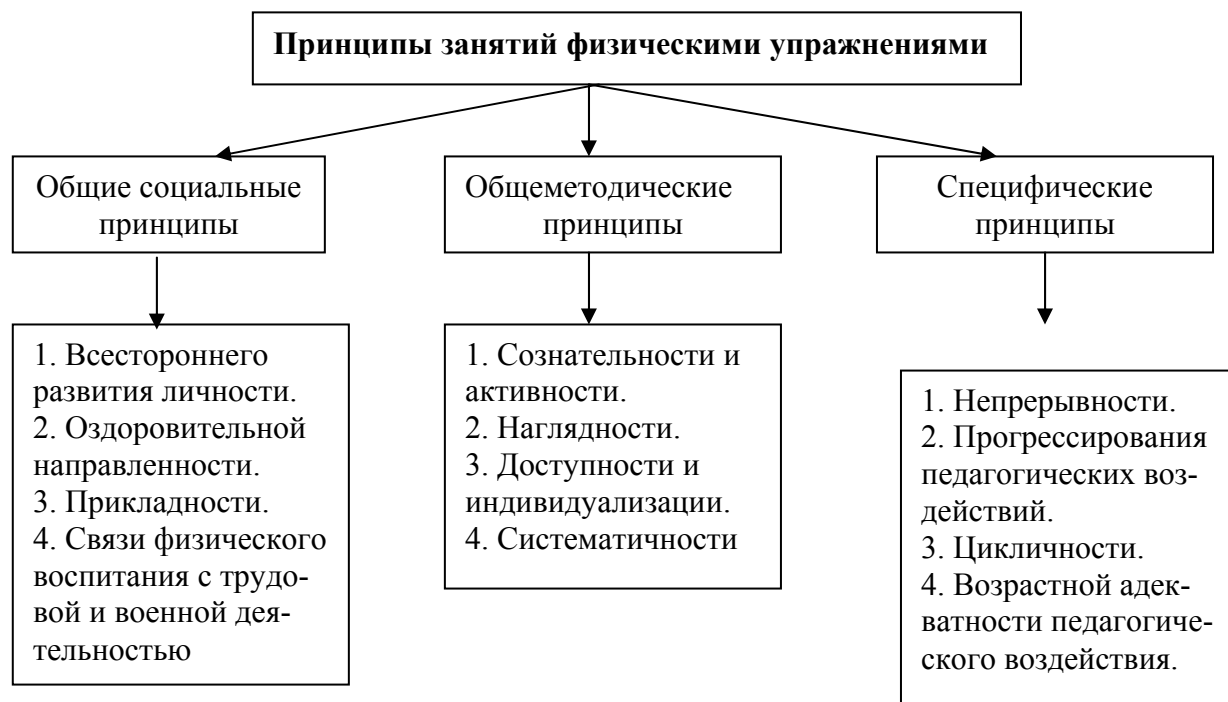 Принципы занятий физическими упражнениями
Общие социальные
принципы
Общеметодические
принципы
Специфические
принципы
1. Всестороннего
развития личности.
2. Оздоровительной
направленности.
3. Прикладности.
4. Связи физического
воспитания с трудо-
вой и военной дея-
тельностью
1. Сознательности и
активности.
2. Наглядности.
3. Доступности и
индивидуализации.
4. Систематичности
1. Непрерывности.
2. Прогрессирования
педагогических воз-
действий.
3. Цикличности.
4. Возрастной адек-
ватности педагогиче-
ского воздействия.